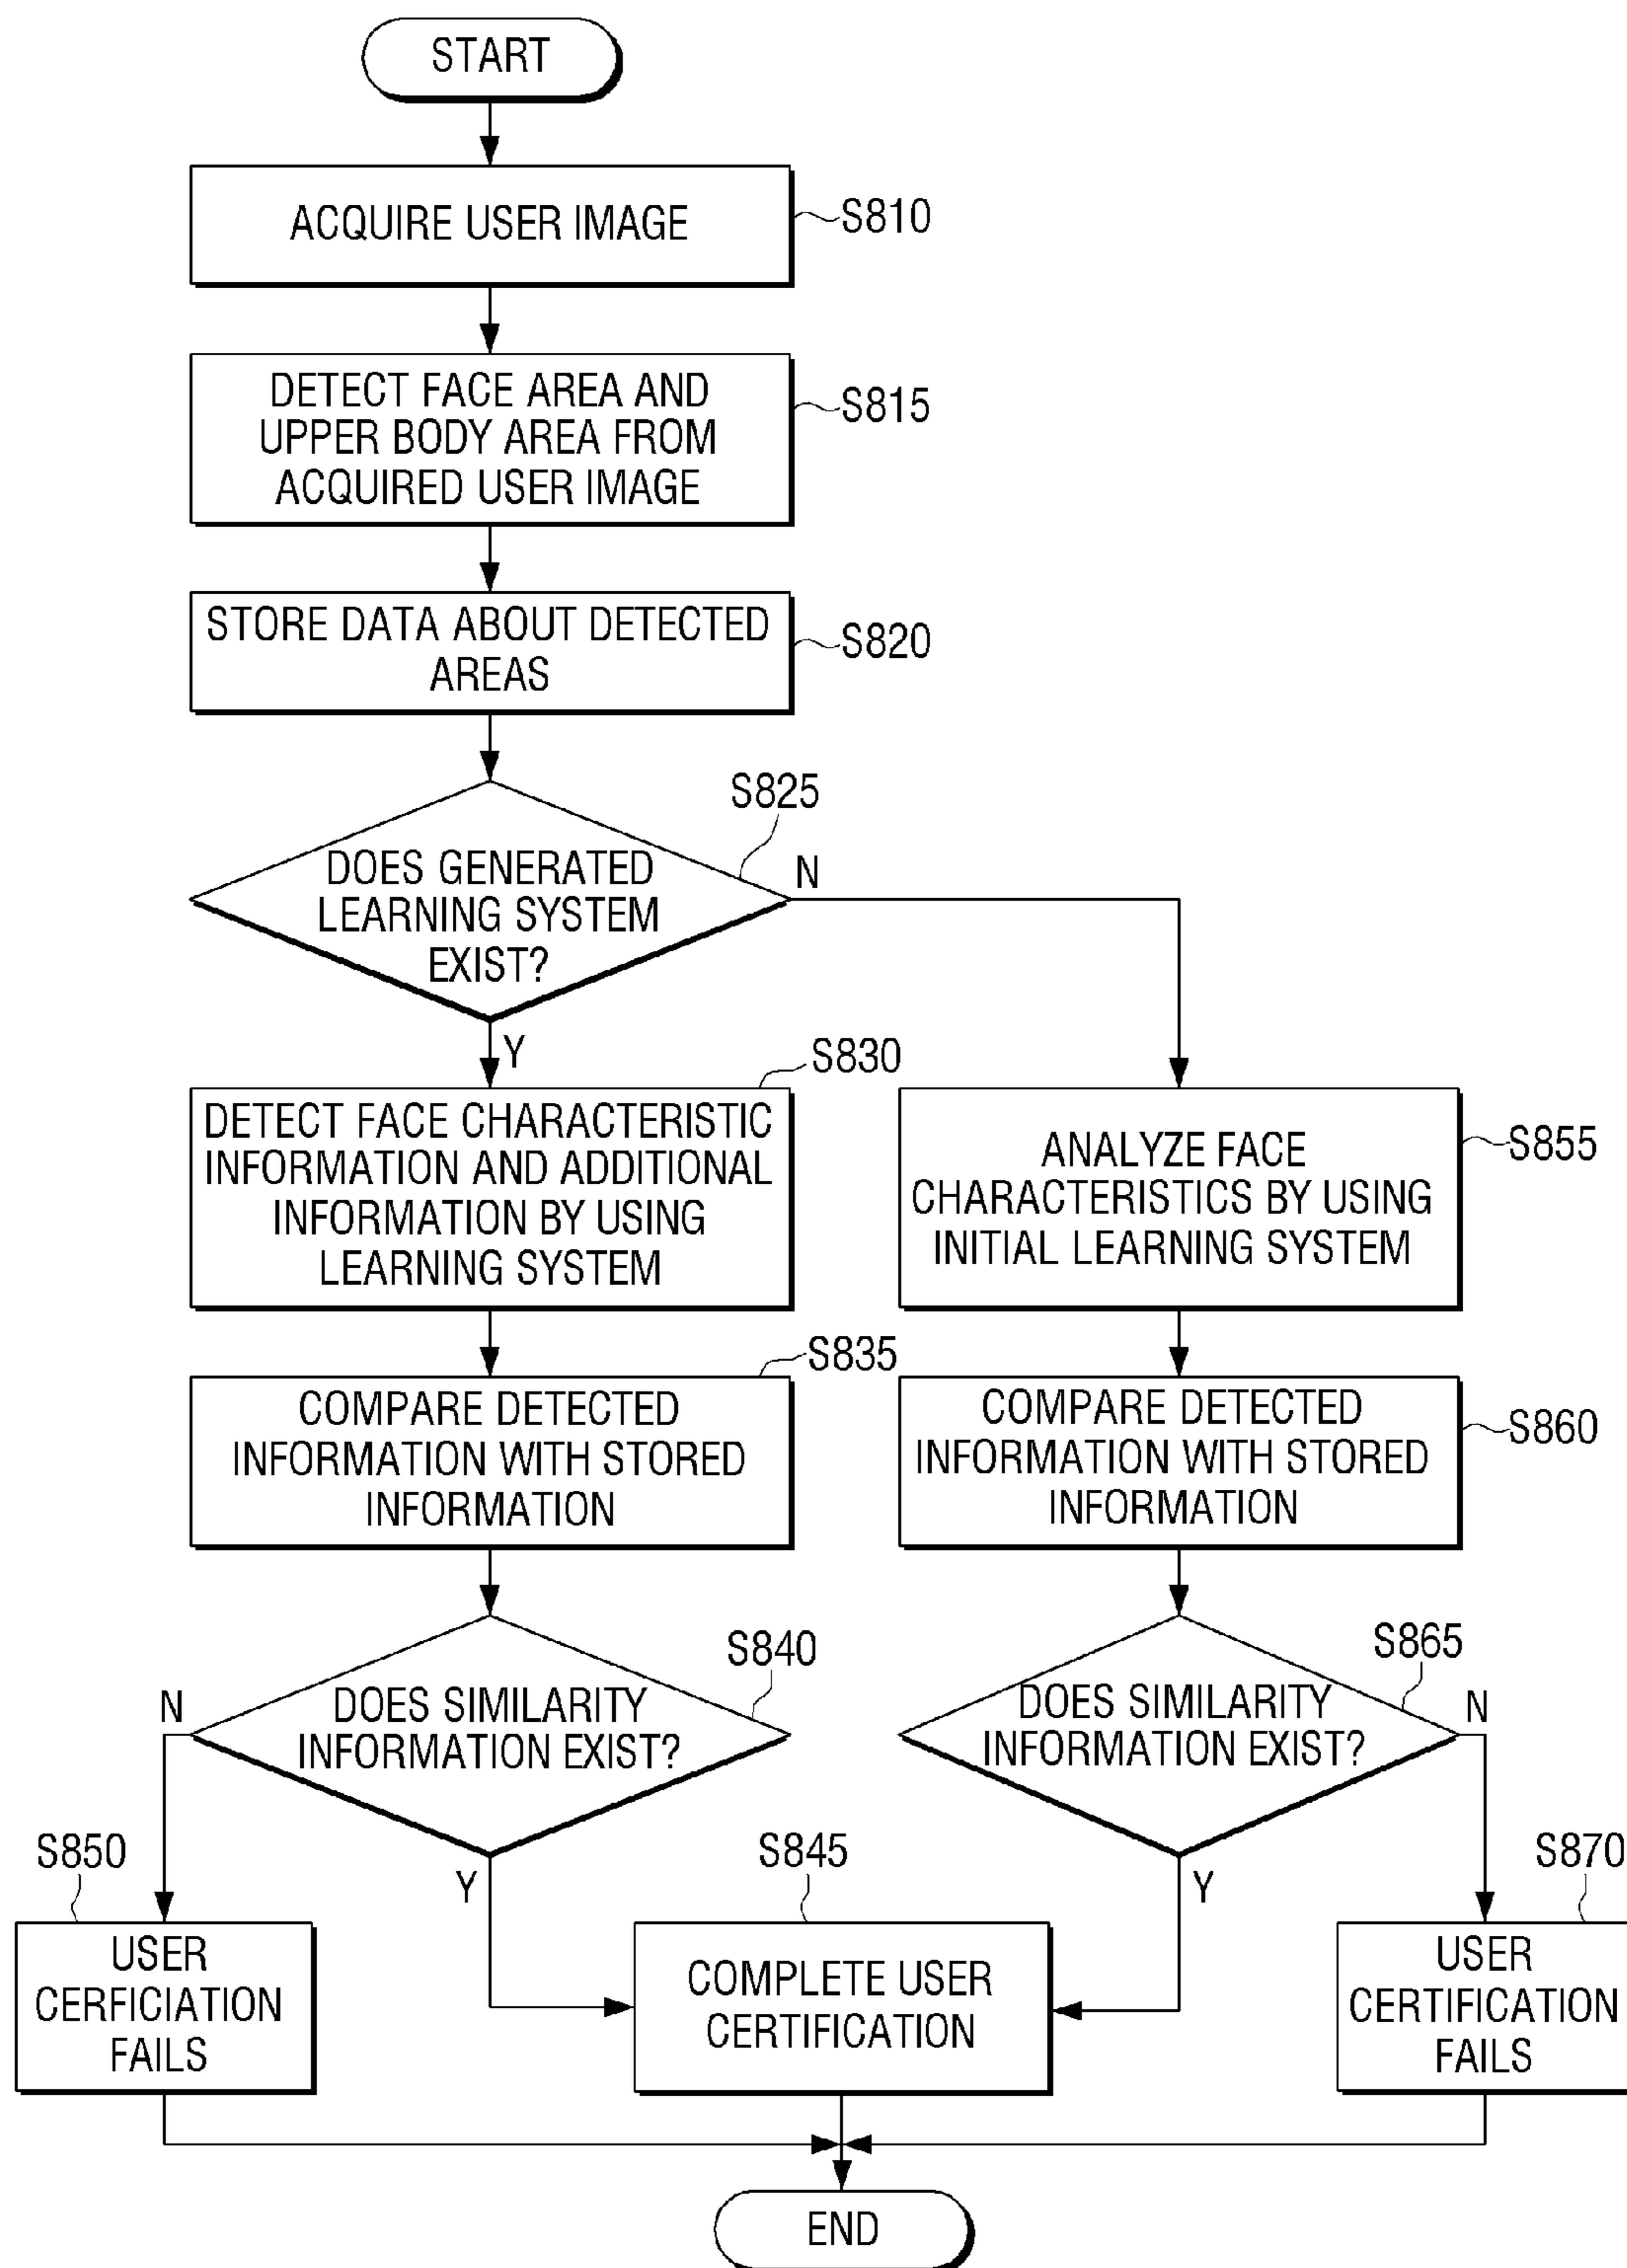 START
ACQUIRE USER IMAGE
S810
DETECT FACE AREA AND
UPPER BODY AREA FROM
ACQUIRED USER IMAGE
S815
STORE DATA ABOUT DETECTED
AREAS
S820
S825
DOES GENERATED
LEARNING SYSTEM
EXIST?
N
Y
S830
DETECT FACE CHARACTERISTIC
INFORMATION AND ADDITIONAL
INFORMATION BY USING
LEARNING SYSTEM
ANALYZE FACE
CHARACTERISTICS BY USING
INITIAL LEARNING SYSTEM
S855
S835
COMPARE DETECTED
INFORMATION WITH STORED
INFORMATION
COMPARE DETECTED
INFORMATION WITH STORED
INFORMATION
S860
S840
DOES SIMILARITY
INFORMATION EXIST?
N
Y
S865
DOES SIMILARITY
INFORMATION EXIST?
N
Y
S850
USER
CERFICIATION
FAILS
S845
COMPLETE USER
CERTIFICATION
S870
USER
CERTIFICATION
FAILS
END